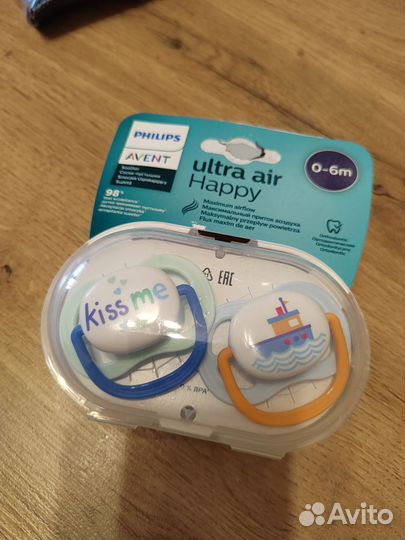 PHILIPS
AVENT
ultra air
Happy
0-6m
98%
Maximum airflow
Максимальный приток воздуха
Maksymalny przepływ powietrza
Flux maxim de aer
Orthodontic
EAC
kiss me
Avito